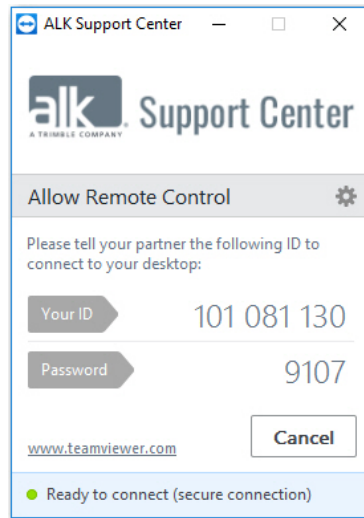 ALK Support Center
alk. Support Center
A TRIMBLE COMPANY
Allow Remote Control
Please tell your partner the following ID to
connect to your desktop:
Your ID 101 081 130
Password 9107
www.teamviewer.com Cancel
Ready to connect (secure connection)